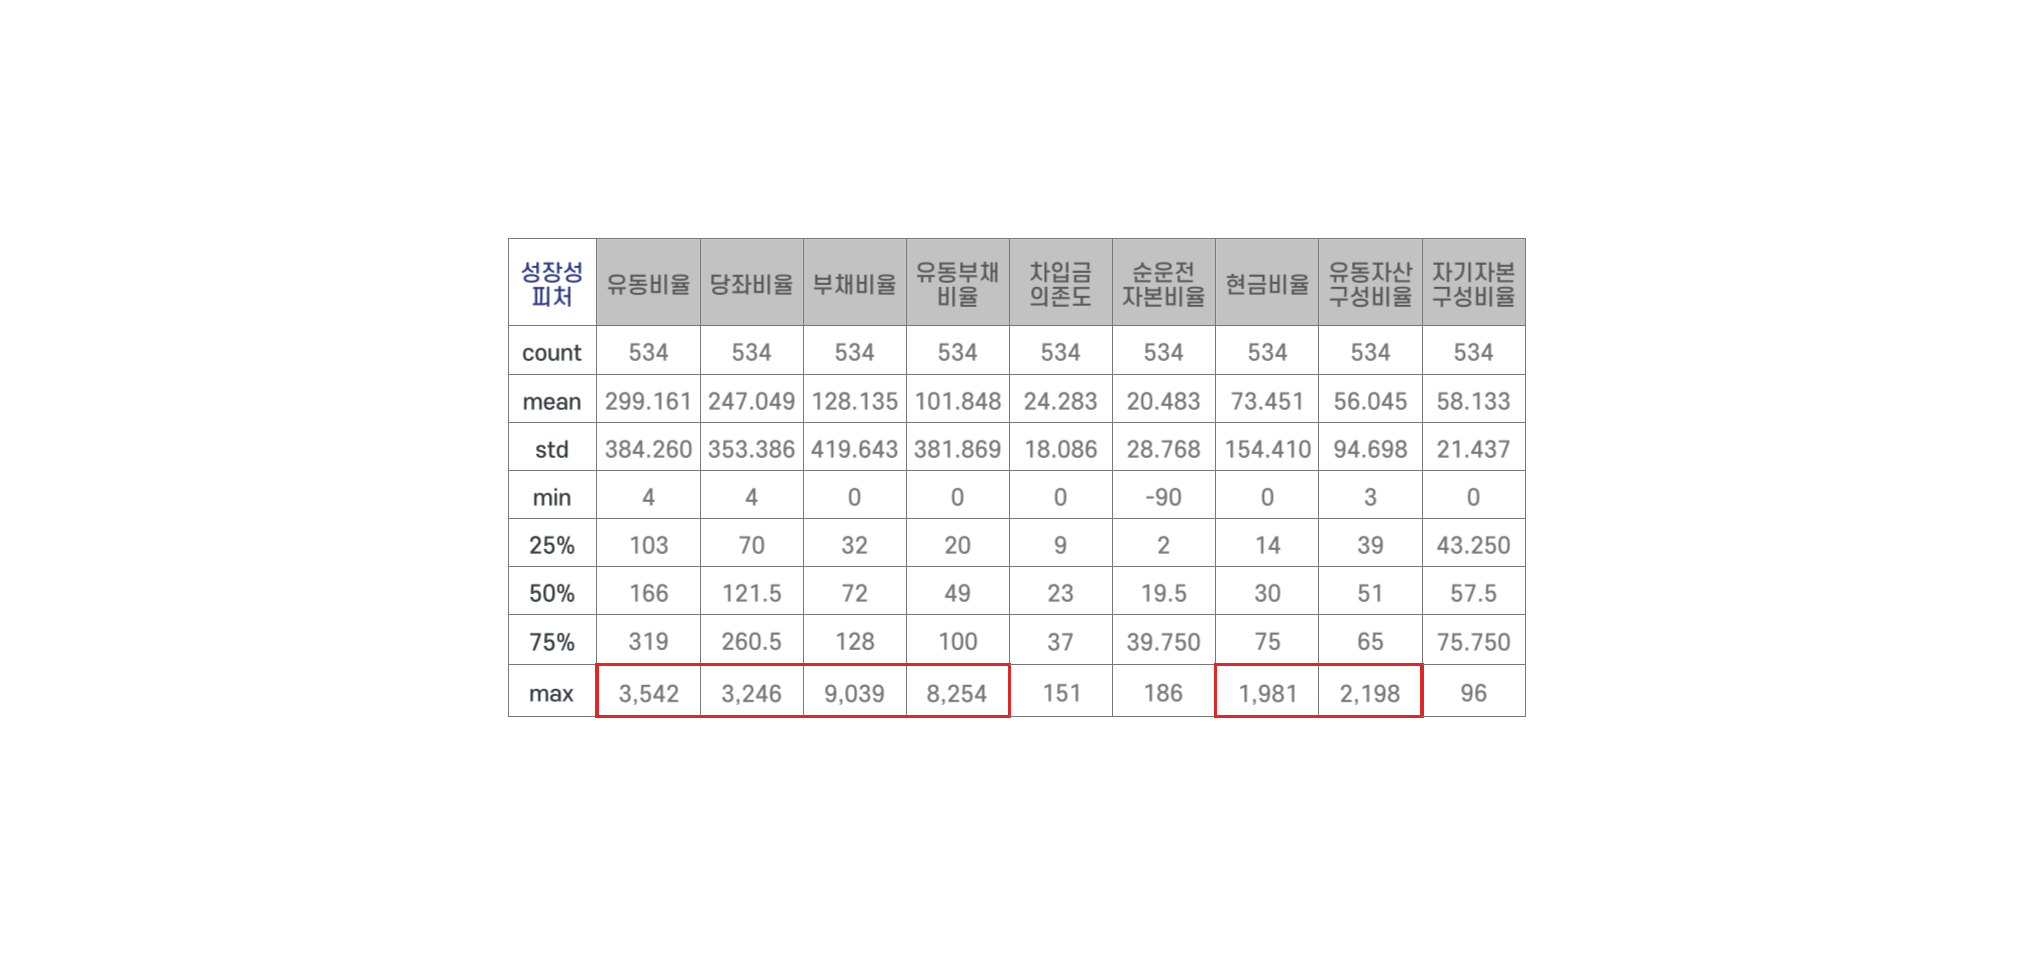 성장성 피처 유동비율 당좌비율 부채비율 유동부채 비율 차입금 의존도 순운전 자본비율 현금비율 유동자산 구성비율 자기자본 구성비율
count 534 534 534 534 534 534 534 534 534
mean 299.161 247.049 128.135 101.848 24.283 20.483 73.451 56.045 58.133
std 384.260 353.386 419.643 381.869 18.086 28.768 154.410 94.698 21.437
min 4 4 0 0 0 -90 0 3 0
25% 103 70 32 20 9 2 14 39 43.250
50% 166 121.5 72 49 23 19.5 30 51 57.5
75% 319 260.5 128 100 37 39.750 75 65 75.750
max 3,542 3,246 9,039 8,254 151 186 1,981 2,198 96